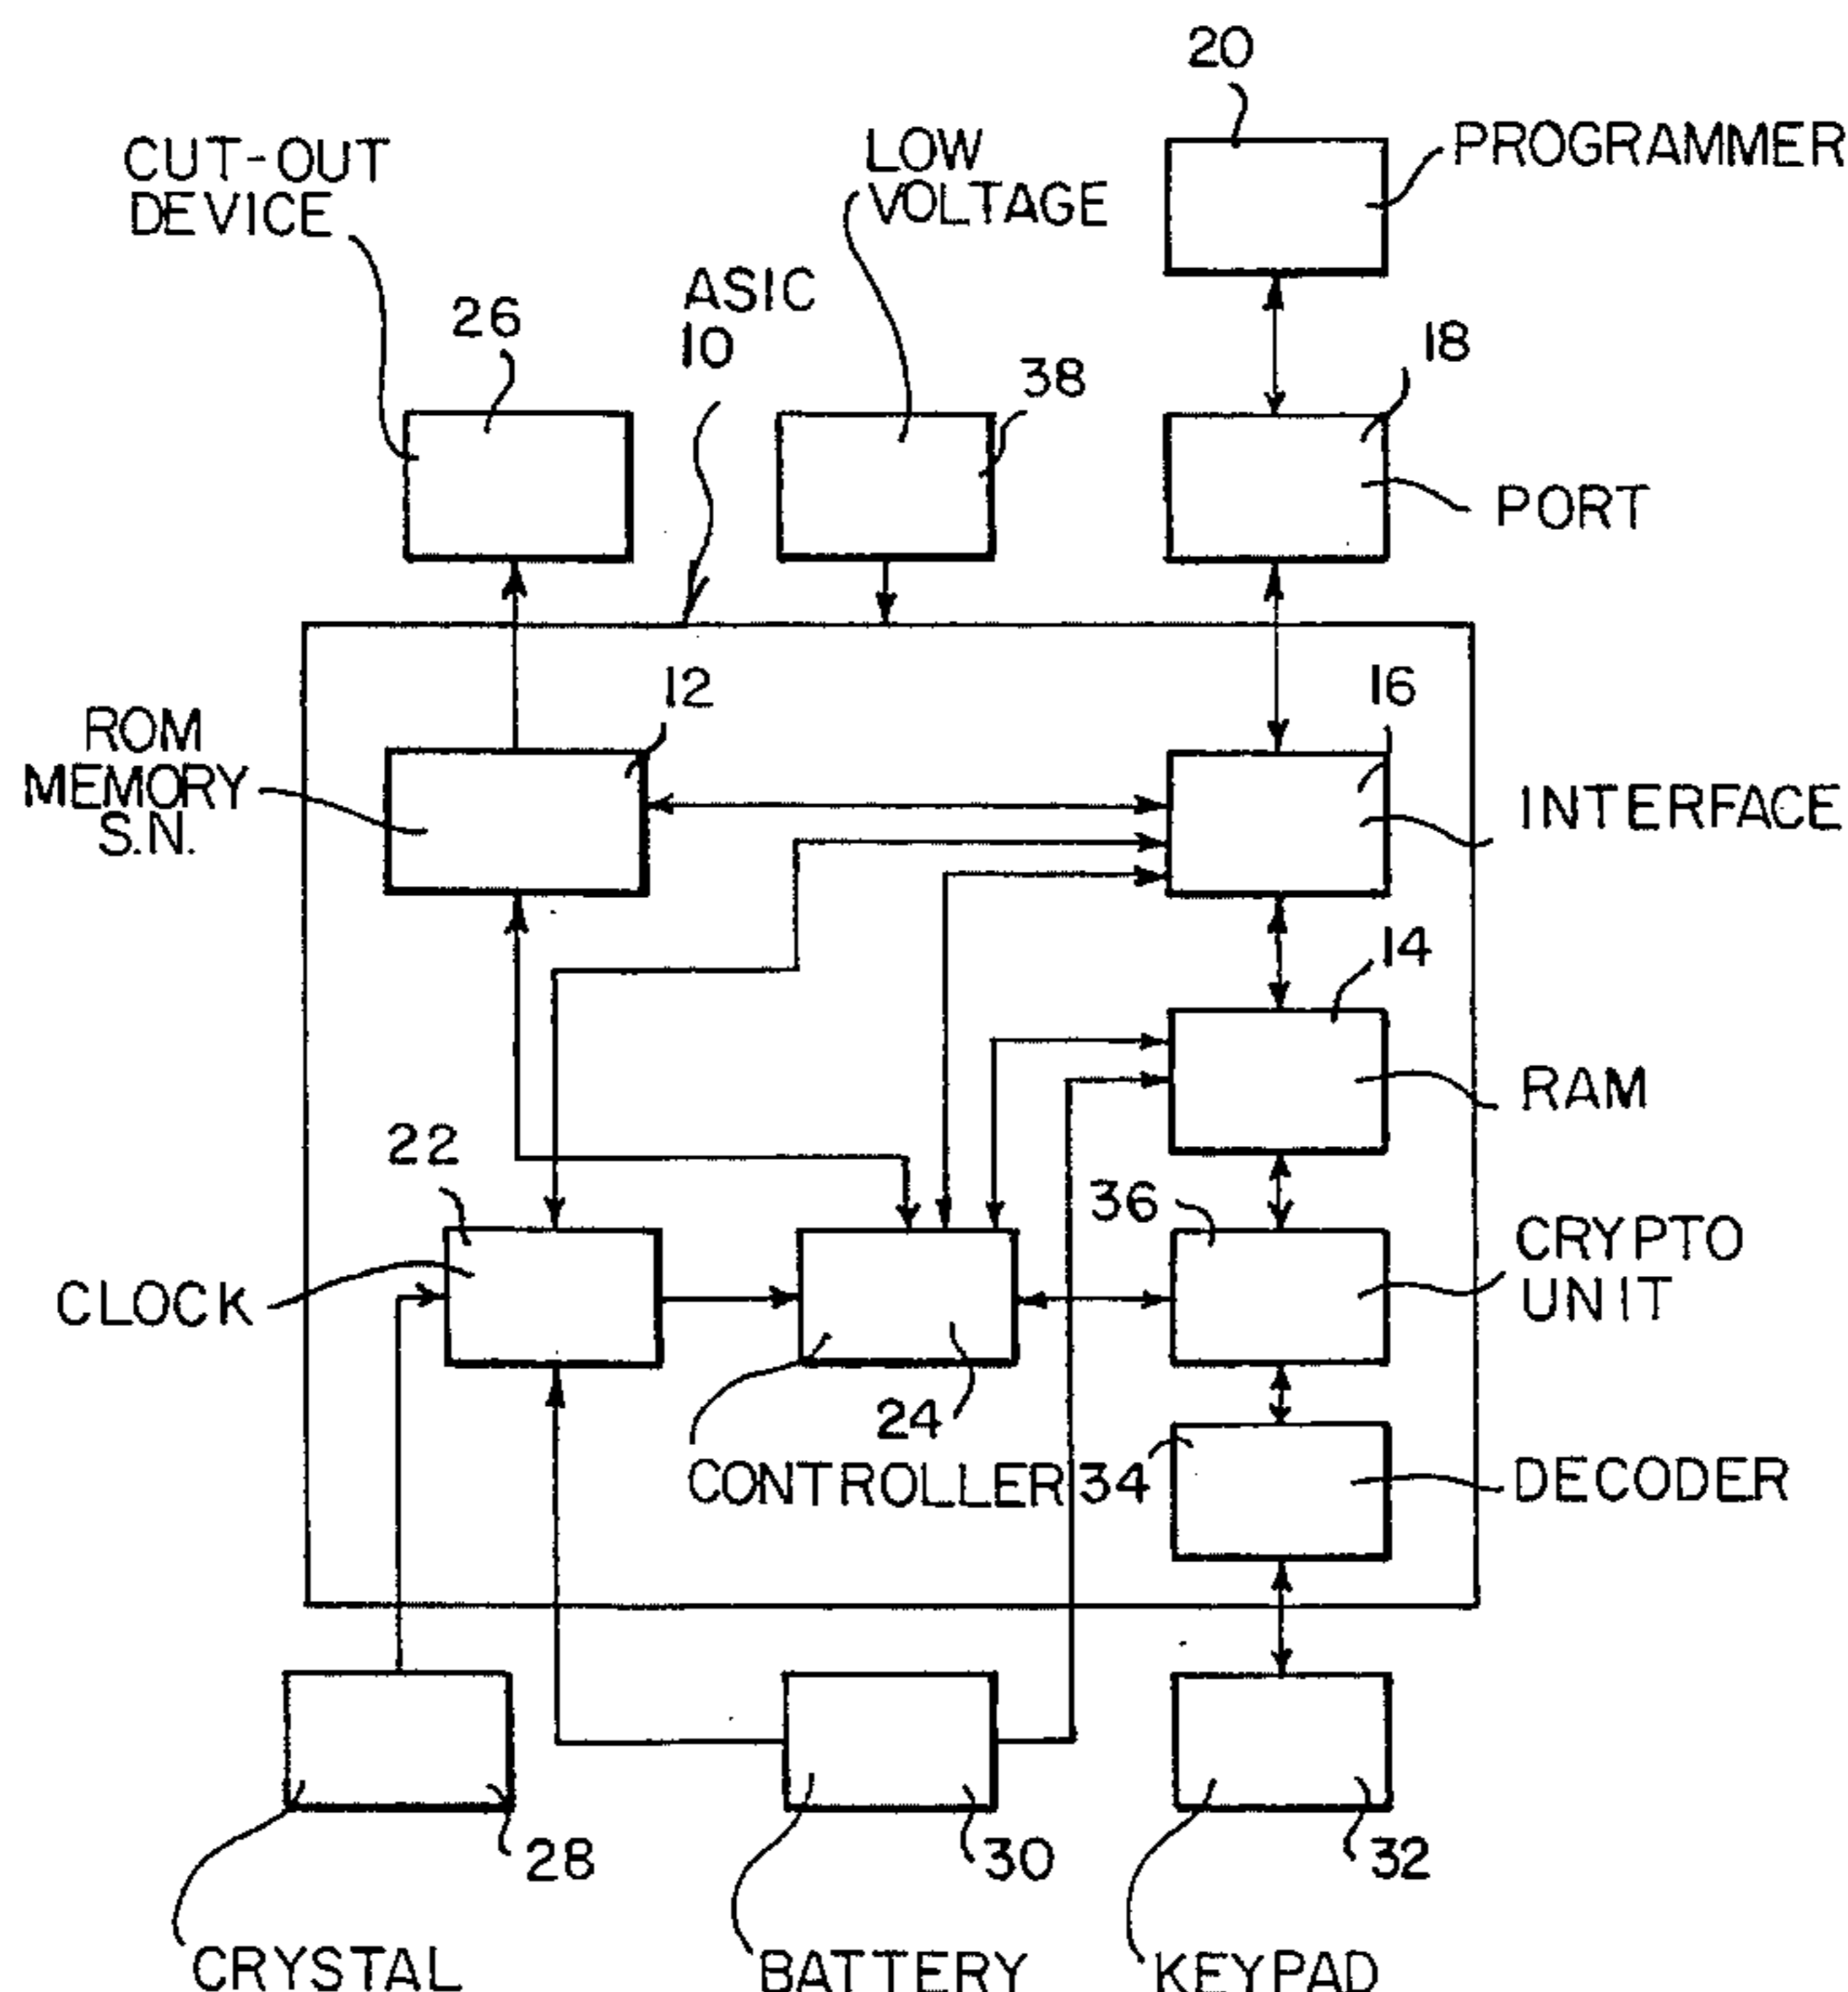 20
PROGRAMMER
CUT-OUT
DEVICE
LOW
VOLTAGE
ASIC
10
26
38
18
PORT
12
16
ROM
MEMORY
S.N.
INTERFACE
14
RAM
22
36
CRYPTO
UNIT
CLOCK
24
CONTROLLER
34
DECODER
28
30
32
CRYSTAL
BATTERY
KEYPAD